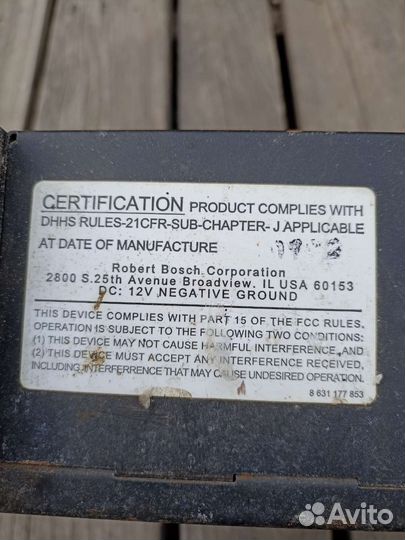 CERTIFICATION PRODUCT COMPLIES WITH
DHHS RULES-21CFR-SUB-CHAPTER- J APPLICABLE
AT DATE OF MANUFACTURE
Robert Bosch Corporation
2800 S.25th Avenue Broadview. IL USA 60153
DC: 12V NEGATIVE GROUND
THIS DEVICE COMPLIES WITH PART 15 OF THE FCC RULES.
OPERATION IS SUBJECT TO THE FOLLOWING TWO CONDITIONS:
(1) THIS DEVICE MAY NOT CAUSE HARMFUL INTERFERENCE, AND
(2) THIS DEVICE MUST ACCEPT ANY INTERFERENCE RECEIVED,
INCLUDING,INTERFERRENCE THAT MAY CAUSE UNDESIRED OPERATION.
8 631 177 853
Avito